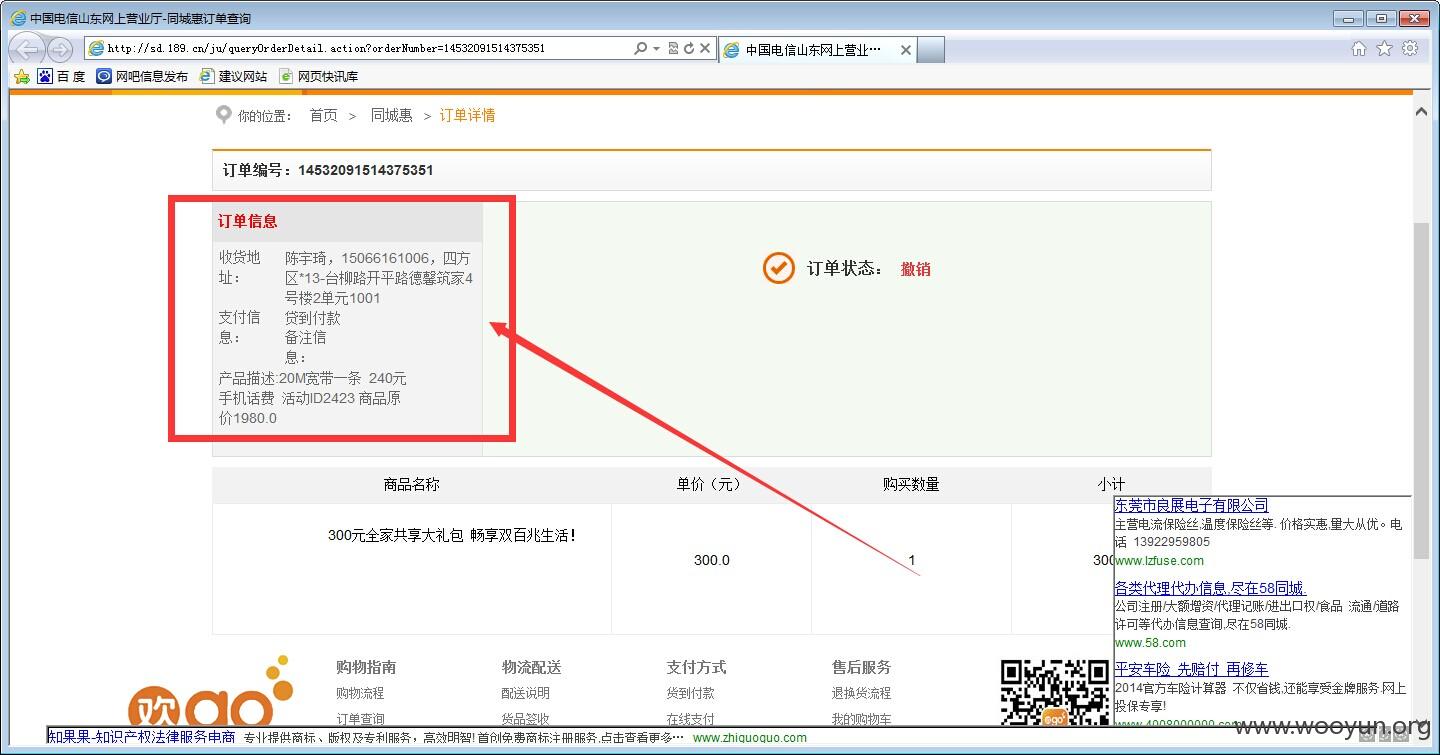 中国电信山东网上营业厅-同城惠订单查询
http://sd.189.cn/ju/queryOrderDetail.action?orderNumber=14532091514375351
中国电信山东网上营业…
百 度 网吧信息发布 建议网站 网页快讯库
你的位置： 首页 > 同城惠 > 订单详情
订单编号：14532091514375351
订单信息
收货地址： 陈宇琦，15066161006，四方
区*13-台柳路开平路德馨筑家4
号楼2单元1001
支付信息： 贷到付款
备注信
息：
产品描述:20M宽带一条 240元
手机话费 活动ID2423 商品原
价1980.0
订单状态： 撤销
商品名称 单价（元） 购买数量 小计
300元全家共享大礼包 畅享双百兆生活！
300.0 1 300
东莞市良展电子有限公司
主营电流保险丝,温度保险丝等. 价格实惠,量大从优。电
话 13922959805
www.lzfuse.com
各类代理代办信息,尽在58同城.
公司注册/大额增资/代理记账/进出口权/食品 流通/道路
许可等代办信息查询,尽在58同城.
www.58.com
平安车险 先赔付 再修车
2014官方车险计算器 不仅省钱,还能享受金牌服务.网上
投保专享!
欢go
购物指南 物流配送 支付方式 售后服务
购物流程 配送说明 货到付款 退换货流程
订单查询 货品签收 在线支付 我的购物车
go
www.wooyun.org
知果果-知识产权法律服务电商 专业提供商标、版权及专利服务，高效明智! 首创免费商标注册服务.点击查看更多… www.zhiguoguo.com